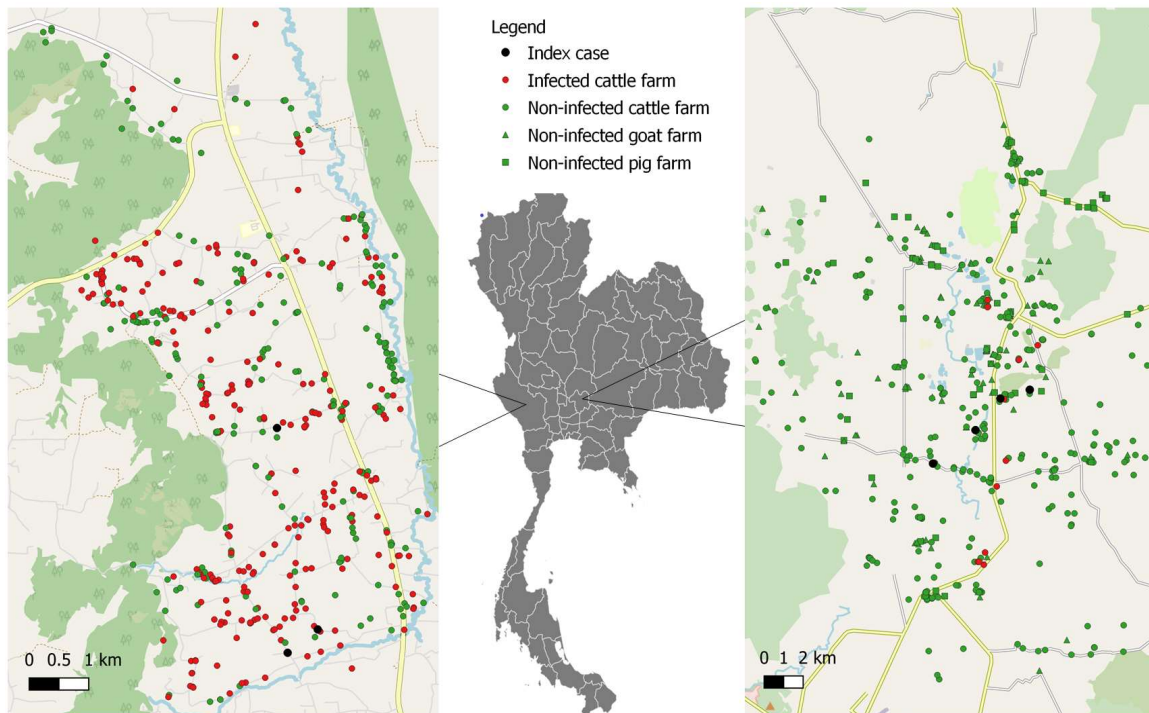 Legend
Index case
Infected cattle farm
Non-infected cattle farm
Non-infected goat farm
Non-infected pig farm
0 0.5 1 km
0 1 2 km